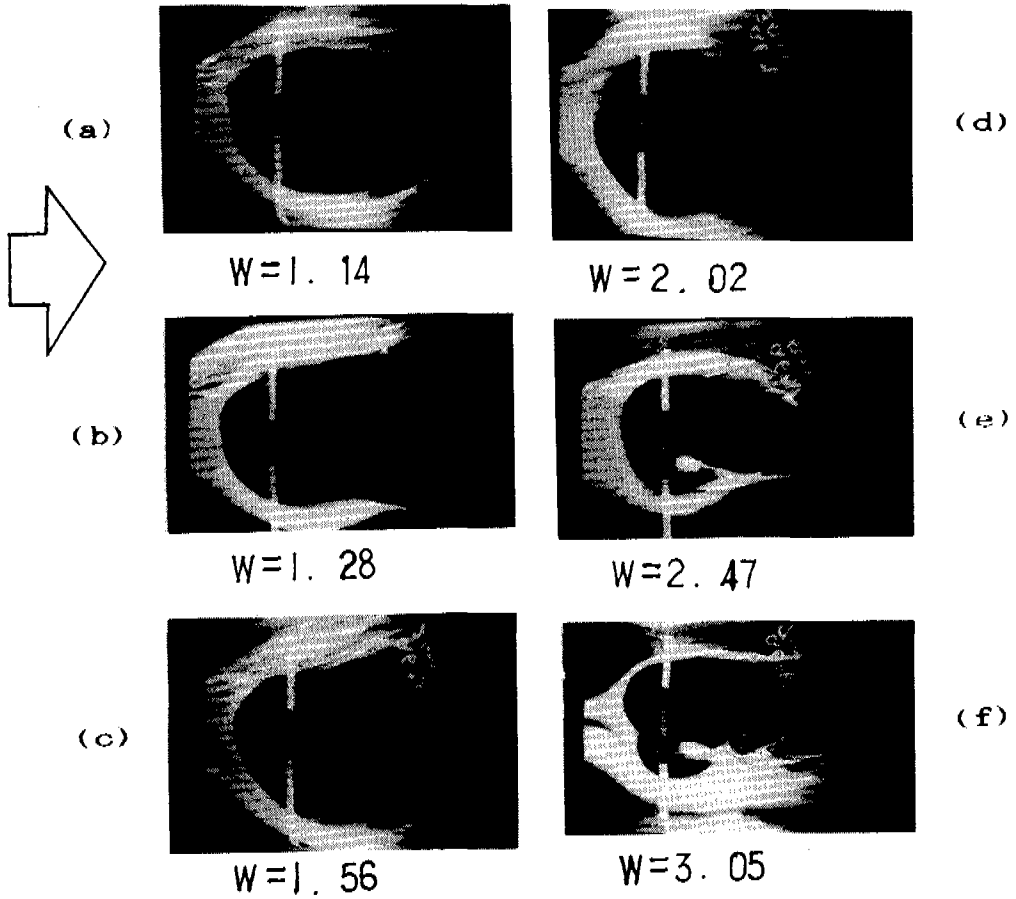 (a)
W=1. 14
(b)
W=1. 28
(c)
W=1. 56
(d)
W=2. 02
(e)
W=2. 47
(f)
W=3. 05